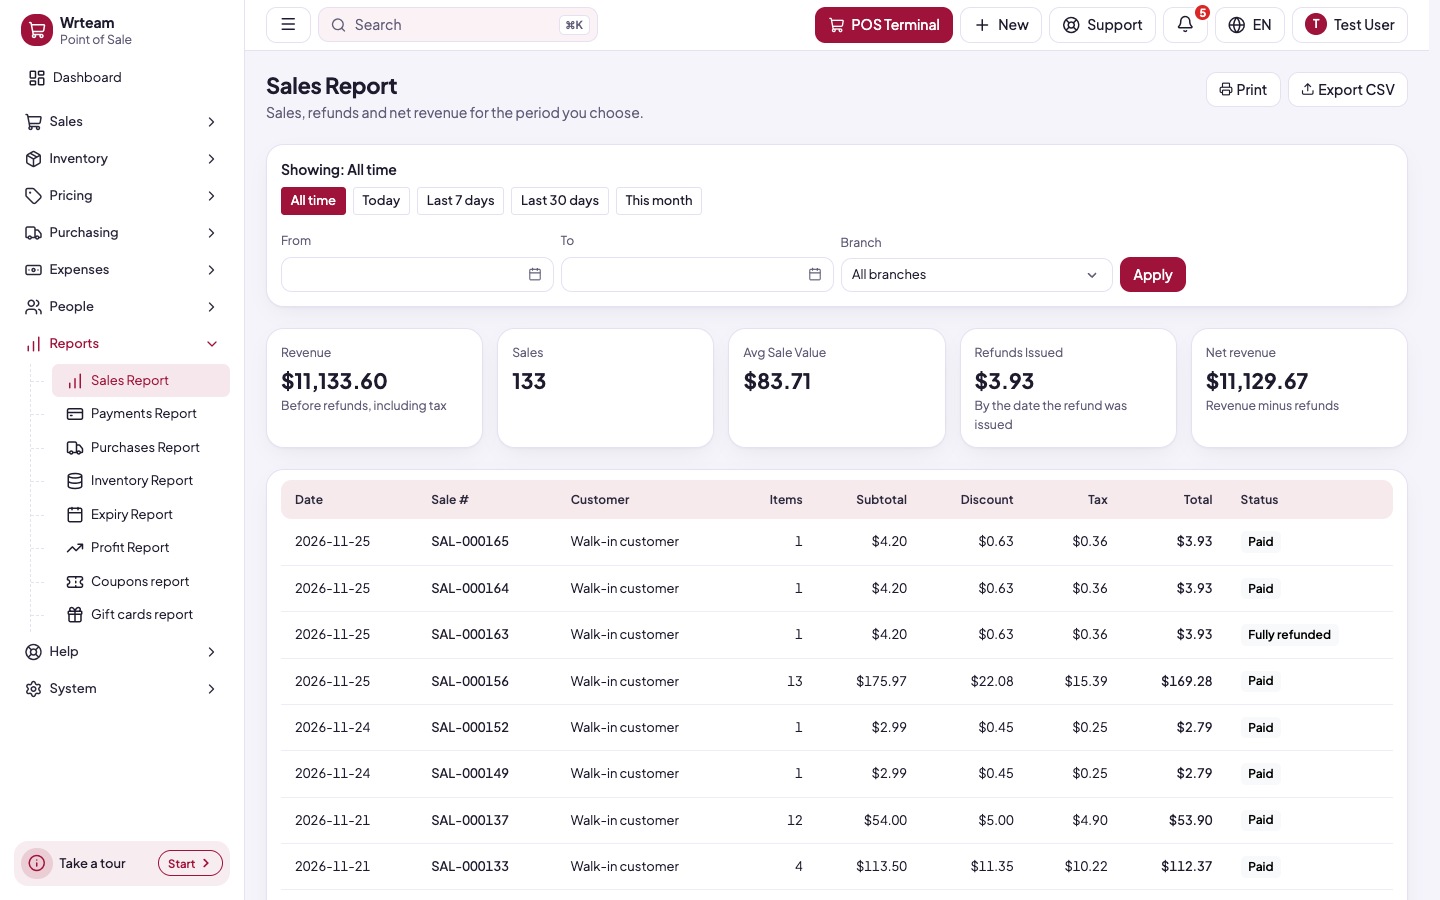 Wrteam
Point of Sale
Dashboard
Sales
Inventory
Pricing
Purchasing
Expenses
People
Reports
Sales Report
Payments Report
Purchases Report
Inventory Report
Expiry Report
Profit Report
Coupons report
Gift cards report
Help
System
Take a tour Start
Search ⌘K
POS Terminal New Support 5 EN T Test User
Sales Report
Sales, refunds and net revenue for the period you choose.
Print Export CSV
Showing: All time
All time Today Last 7 days Last 30 days This month
From To Branch
All branches Apply
Revenue
$11,133.60
Before refunds, including tax
Sales
133
Avg Sale Value
$83.71
Refunds Issued
$3.93
By the date the refund was
issued
Net revenue
$11,129.67
Revenue minus refunds
Date Sale # Customer Items Subtotal Discount Tax Total Status
2026-11-25 SAL-000165 Walk-in customer 1 $4.20 $0.63 $0.36 $3.93 Paid
2026-11-25 SAL-000164 Walk-in customer 1 $4.20 $0.63 $0.36 $3.93 Paid
2026-11-25 SAL-000163 Walk-in customer 1 $4.20 $0.63 $0.36 $3.93 Fully refunded
2026-11-25 SAL-000156 Walk-in customer 13 $175.97 $22.08 $15.39 $169.28 Paid
2026-11-24 SAL-000152 Walk-in customer 1 $2.99 $0.45 $0.25 $2.79 Paid
2026-11-24 SAL-000149 Walk-in customer 1 $2.99 $0.45 $0.25 $2.79 Paid
2026-11-21 SAL-000137 Walk-in customer 12 $54.00 $5.00 $4.90 $53.90 Paid
2026-11-21 SAL-000133 Walk-in customer 4 $113.50 $11.35 $10.22 $112.37 Paid